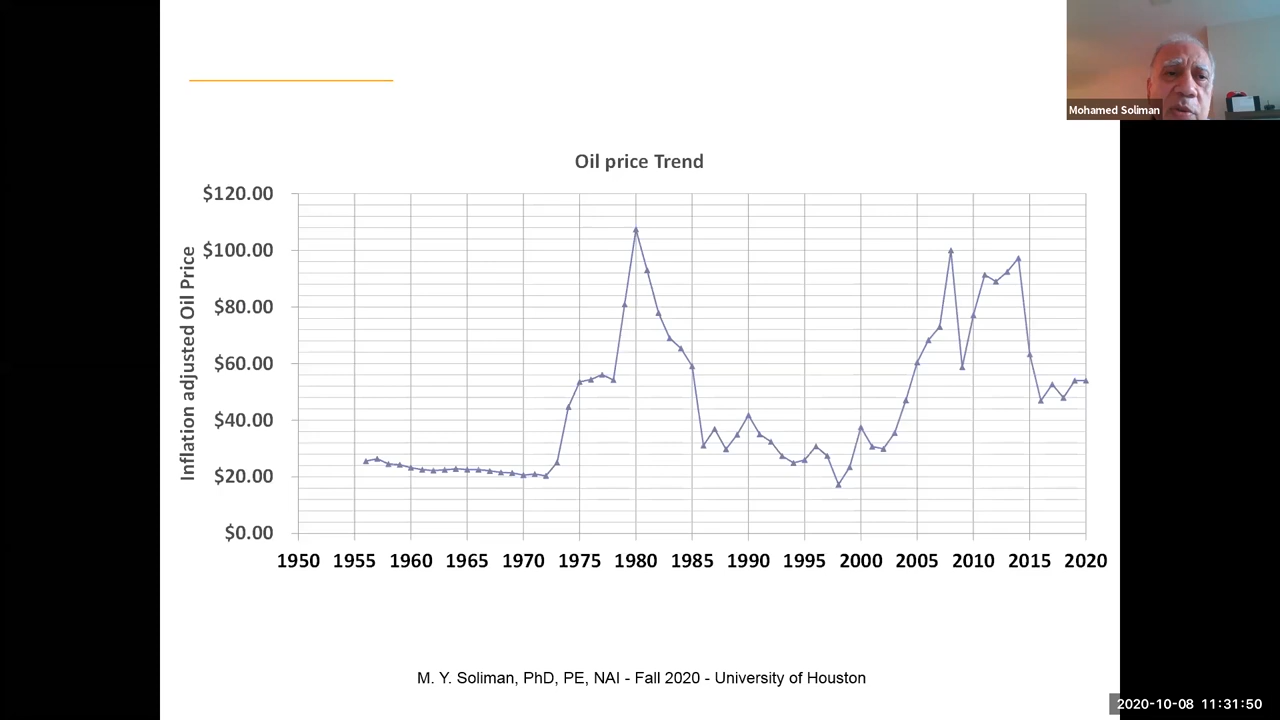 Mohamed Soliman
Oil price Trend
Inflation adjusted Oil Price
$120.00
$100.00
$80.00
$60.00
$40.00
$20.00
$0.00
1950 1955 1960 1965 1970 1975 1980 1985 1990 1995 2000 2005 2010 2015 2020
M. Y. Soliman, PhD, PE, NAI - Fall 2020 - University of Houston
2020-10-08 11:31:50